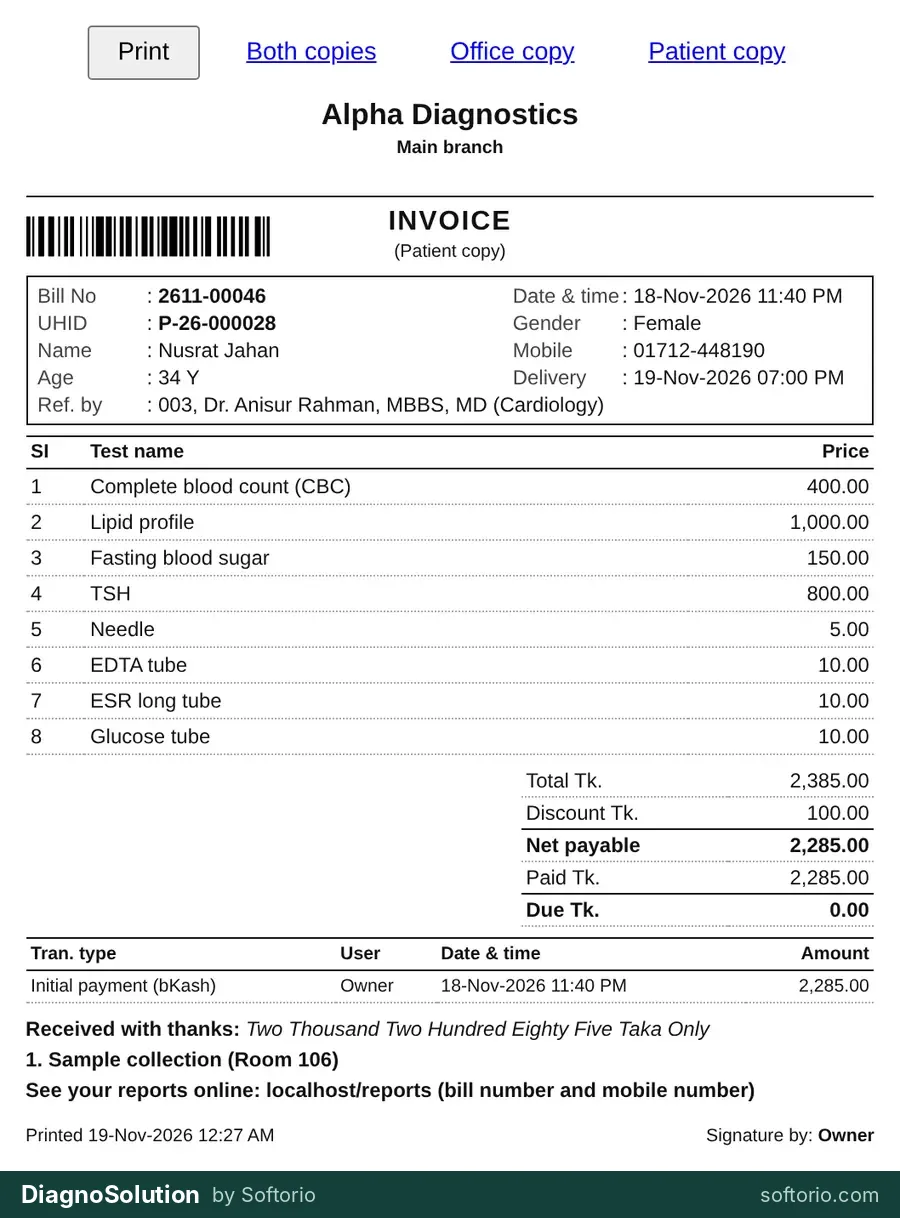 Print Both copies Office copy Patient copy
Alpha Diagnostics
Main branch
INVOICE
(Patient copy)
Bill No : 2611-00046 Date & time : 18-Nov-2026 11:40 PM
UHID : P-26-000028 Gender : Female
Name : Nusrat Jahan Mobile : 01712-448190
Age : 34 Y Delivery : 19-Nov-2026 07:00 PM
Ref. by : 003, Dr. Anisur Rahman, MBBS, MD (Cardiology)
Sl Test name Price
1 Complete blood count (CBC) 400.00
2 Lipid profile 1,000.00
3 Fasting blood sugar 150.00
4 TSH 800.00
5 Needle 5.00
6 EDTA tube 10.00
7 ESR long tube 10.00
8 Glucose tube 10.00
Total Tk. 2,385.00
Discount Tk. 100.00
Net payable 2,285.00
Paid Tk. 2,285.00
Due Tk. 0.00
Tran. type User Date & time Amount
Initial payment (bKash) Owner 18-Nov-2026 11:40 PM 2,285.00
Received with thanks: Two Thousand Two Hundred Eighty Five Taka Only
1. Sample collection (Room 106)
See your reports online: localhost/reports (bill number and mobile number)
Printed 19-Nov-2026 12:27 AM Signature by: Owner
DiagnoSolution by Softorio softorio.com